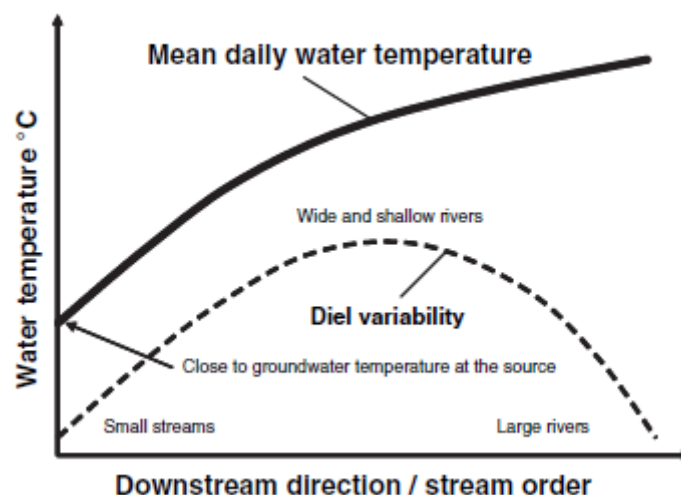 Mean daily water temperature
Water temperature °C
Wide and shallow rivers
Diel variability
Close to groundwater temperature at the source
Small streams
Large rivers
Downstream direction / stream order